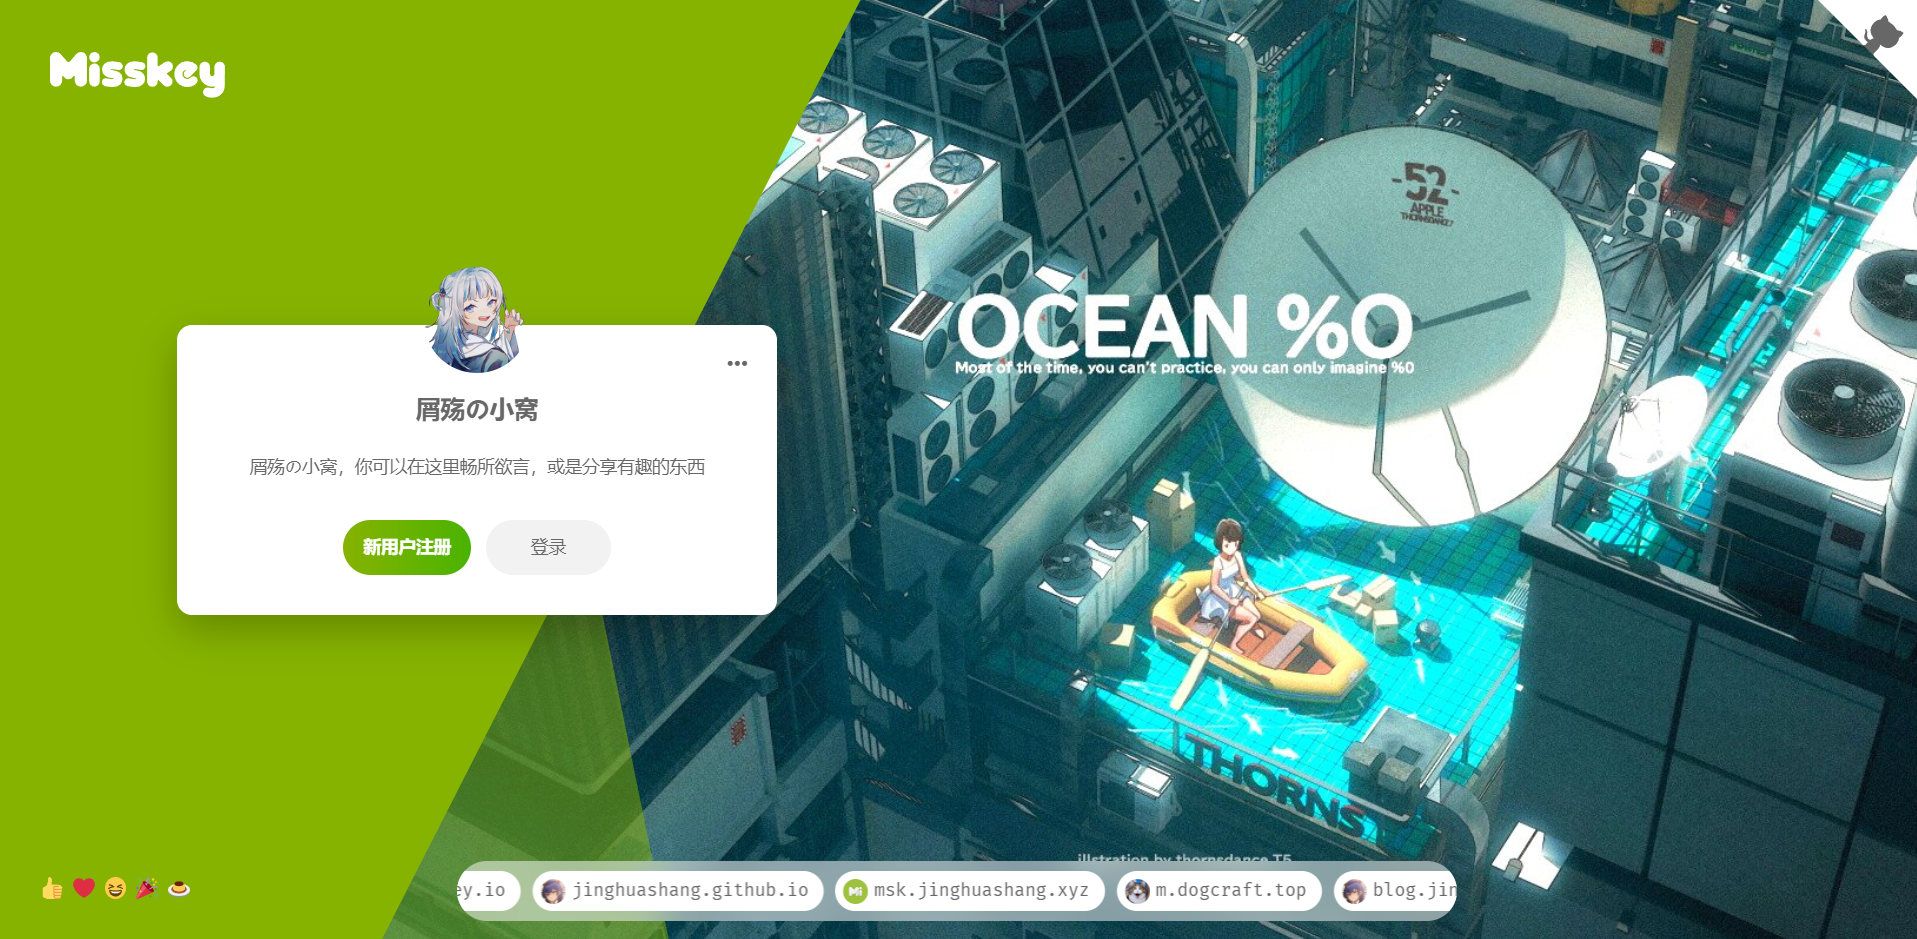 Misskey
-52-
APPLE
THORNSDANCE7
OCEAN %O
Most of the time, you can't practice, you can only imagine %0
屑殇の小窝
屑殇の小窝，你可以在这里畅所欲言，或是分享有趣的东西
新用户注册
登录
THORNS
illstration by thornsdance T5
ey.io
jinghuashang.github.io
Mi
msk.jinghuashang.xyz
m.dogcraft.top
blog.jin